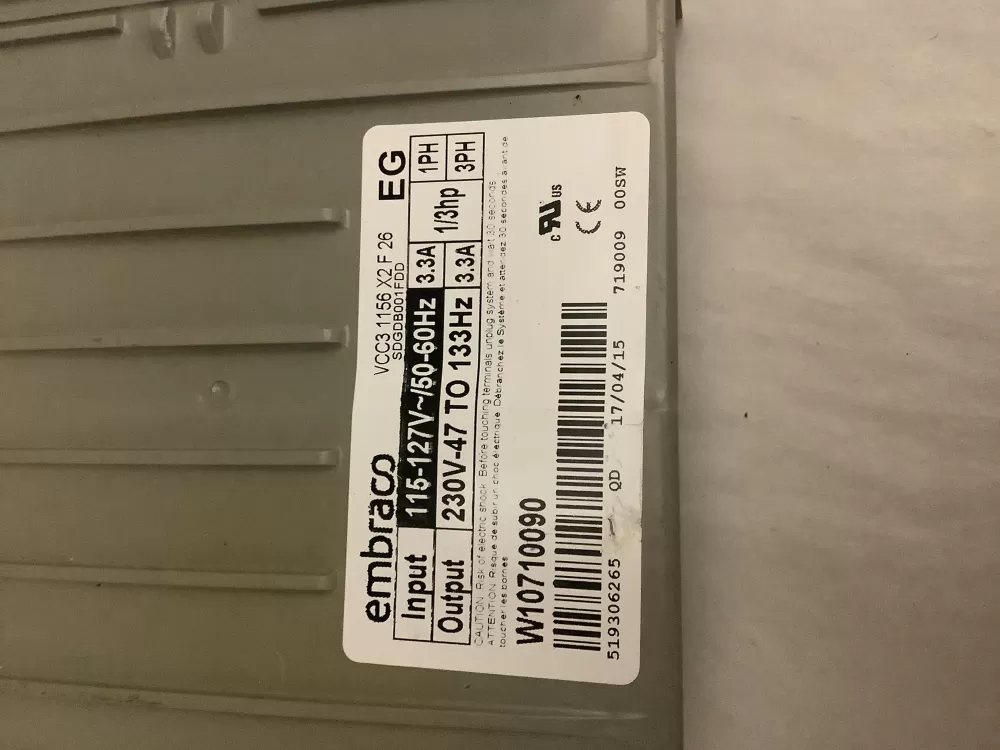 embraco VCC3 1156 X2 F 26 EG
SDGDB001FDD
Input 115-127V~/50-60Hz 3.3A 1/3hp 1PH
Output 230V-47 TO 133Hz 3.3A 3PH
CAUTION: Risk of electric shock. Before touching terminals unplug system and wait 30 seconds
ATTENTION: Risque de subir un choc électrique. Débranchez le Système et attendez 30 secondes avant de
toucher les bornes
W10710090
c RU US
CE
519306265 QD 17/04/15 719009 00SW